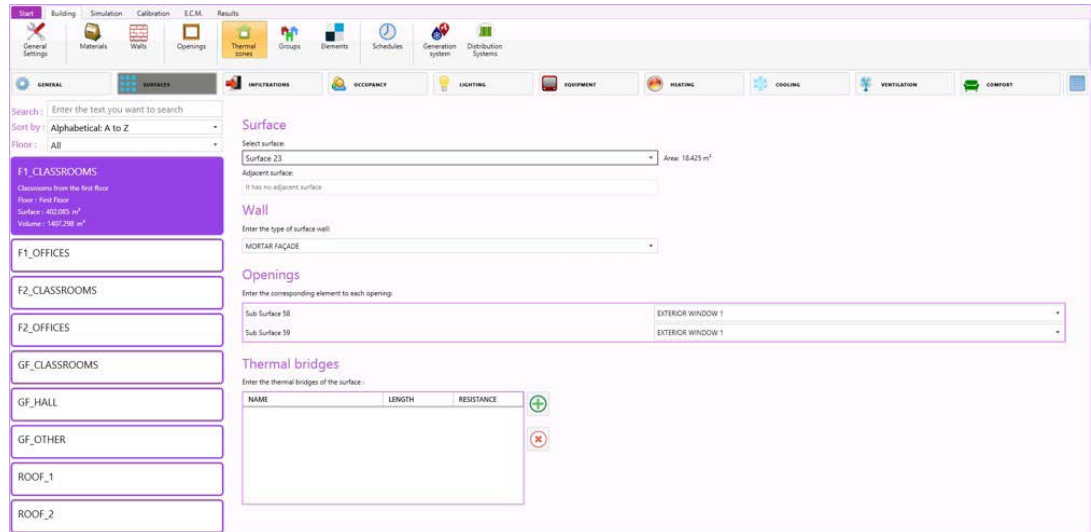 Start Building Simulation Calibration E.C.M. Results
General Settings Materials Walls Openings Thermal zones Groups Elements Schedules Generation system Distribution Systems
GENERAL SURFACES INFILTRATIONS OCCUPANCY LIGHTING EQUIPMENT HEATING COOLING VENTILATION COMFORT
Search : Enter the text you want to search
Sort by : Alphabetical: A to Z
Floor : All
F1_CLASSROOMS
Classrooms from the first floor
Floor : First Floor
Surface : 402.085 m²
Volume : 1407.298 m³
F1_OFFICES
F2_CLASSROOMS
F2_OFFICES
GF_CLASSROOMS
GF_HALL
GF_OTHER
ROOF_1
ROOF_2
Surface
Select surface:
Surface 23 Area: 18.425 m²
Adjacent surface:
It has no adjacent surface
Wall
Enter the type of surface wall:
MORTAR FAÇADE
Openings
Enter the corresponding element to each opening:
Sub Surface 58 EXTERIOR WINDOW 1
Sub Surface 59 EXTERIOR WINDOW 1
Thermal bridges
Enter the thermal bridges of the surface :
NAME LENGTH RESISTANCE